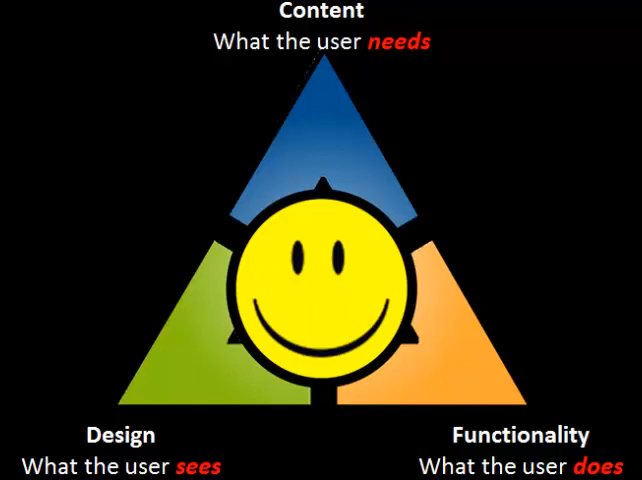 Content
What the user needs
Design
What the user sees
Functionality
What the user does